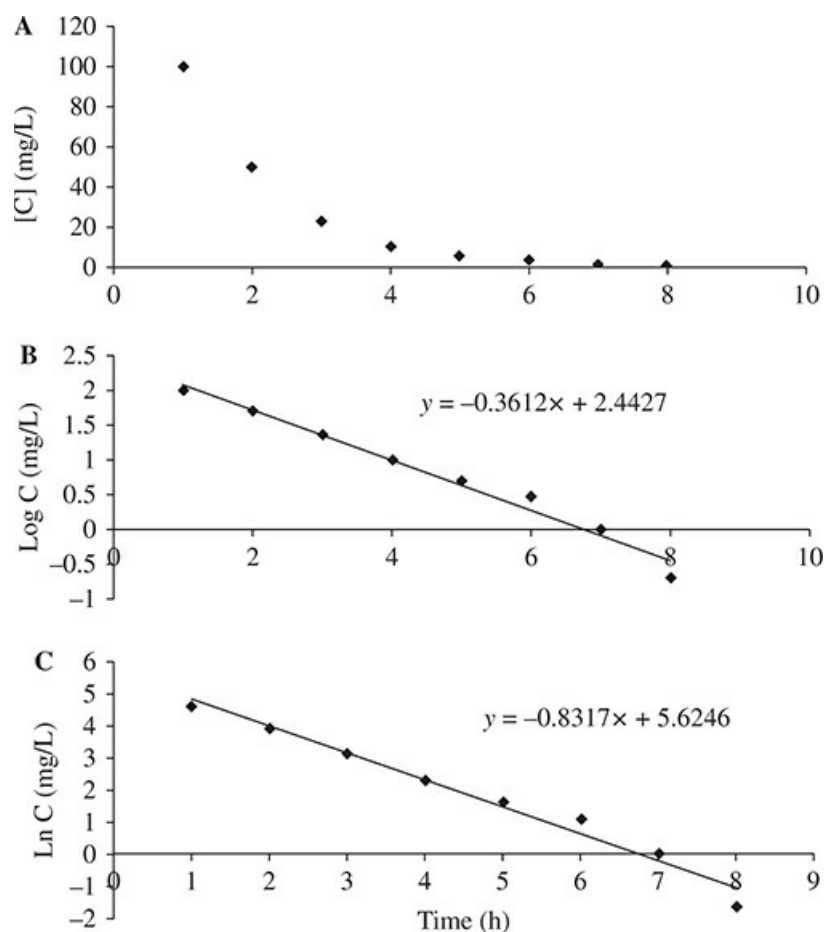 A
120
100
80
60
40
20
0
[C] (mg/L)
0 2 4 6 8 10
B
2.5
2
1.5
1
0.5
0
–0.5
–1
Log C (mg/L)
y = –0.3612× + 2.4427
0 2 4 6 8 10
C
6
5
4
3
2
1
0
–1
–2
Ln C (mg/L)
y = –0.8317× + 5.6246
0 1 2 3 4 5 6 7 8 9
Time (h)